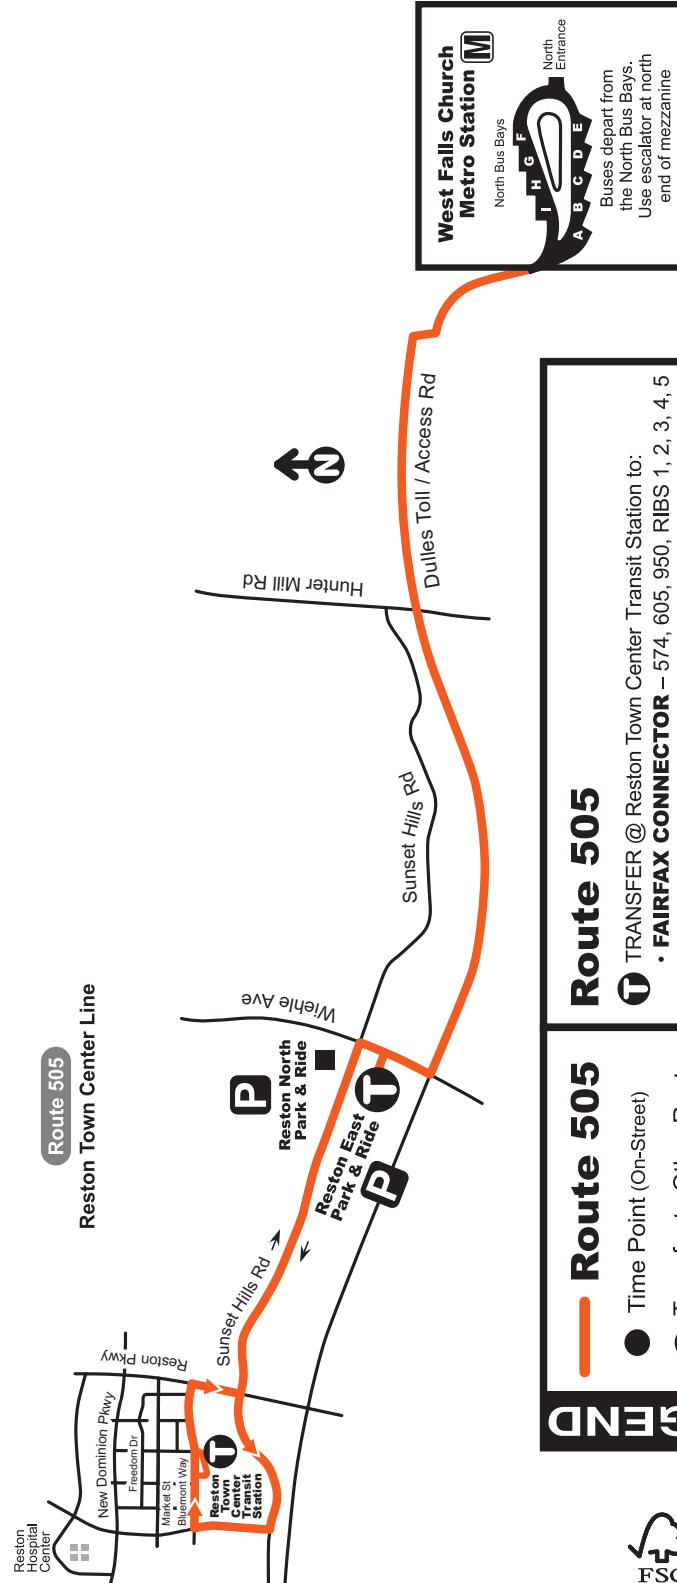 Route 505
Reston Town Center Line
Reston
Hospital
Center
New Dominion Pkwy
Freedom Dr
Market St
Bluemont Way
Reston Pkwy
T
Reston
Town
Center
Transit
Station
Sunset Hills Rd
P
Reston North
Park & Ride
T
Reston East
Park & Ride
P
Wiehle Ave
Sunset Hills Rd
Hunter Mill Rd
N
Dulles Toll / Access Rd
West Falls Church
Metro Station M
North Bus Bays
North
Entrance
I H G F
A B C D E
Buses depart from
the North Bus Bays.
Use escalator at north
end of mezzanine
Route 505
Time Point (On-Street)
Route 505
T TRANSFER @ Reston Town Center Transit Station to:
• FAIRFAX CONNECTOR – 574, 605, 950, RIBS 1, 2, 3, 4, 5
FSC